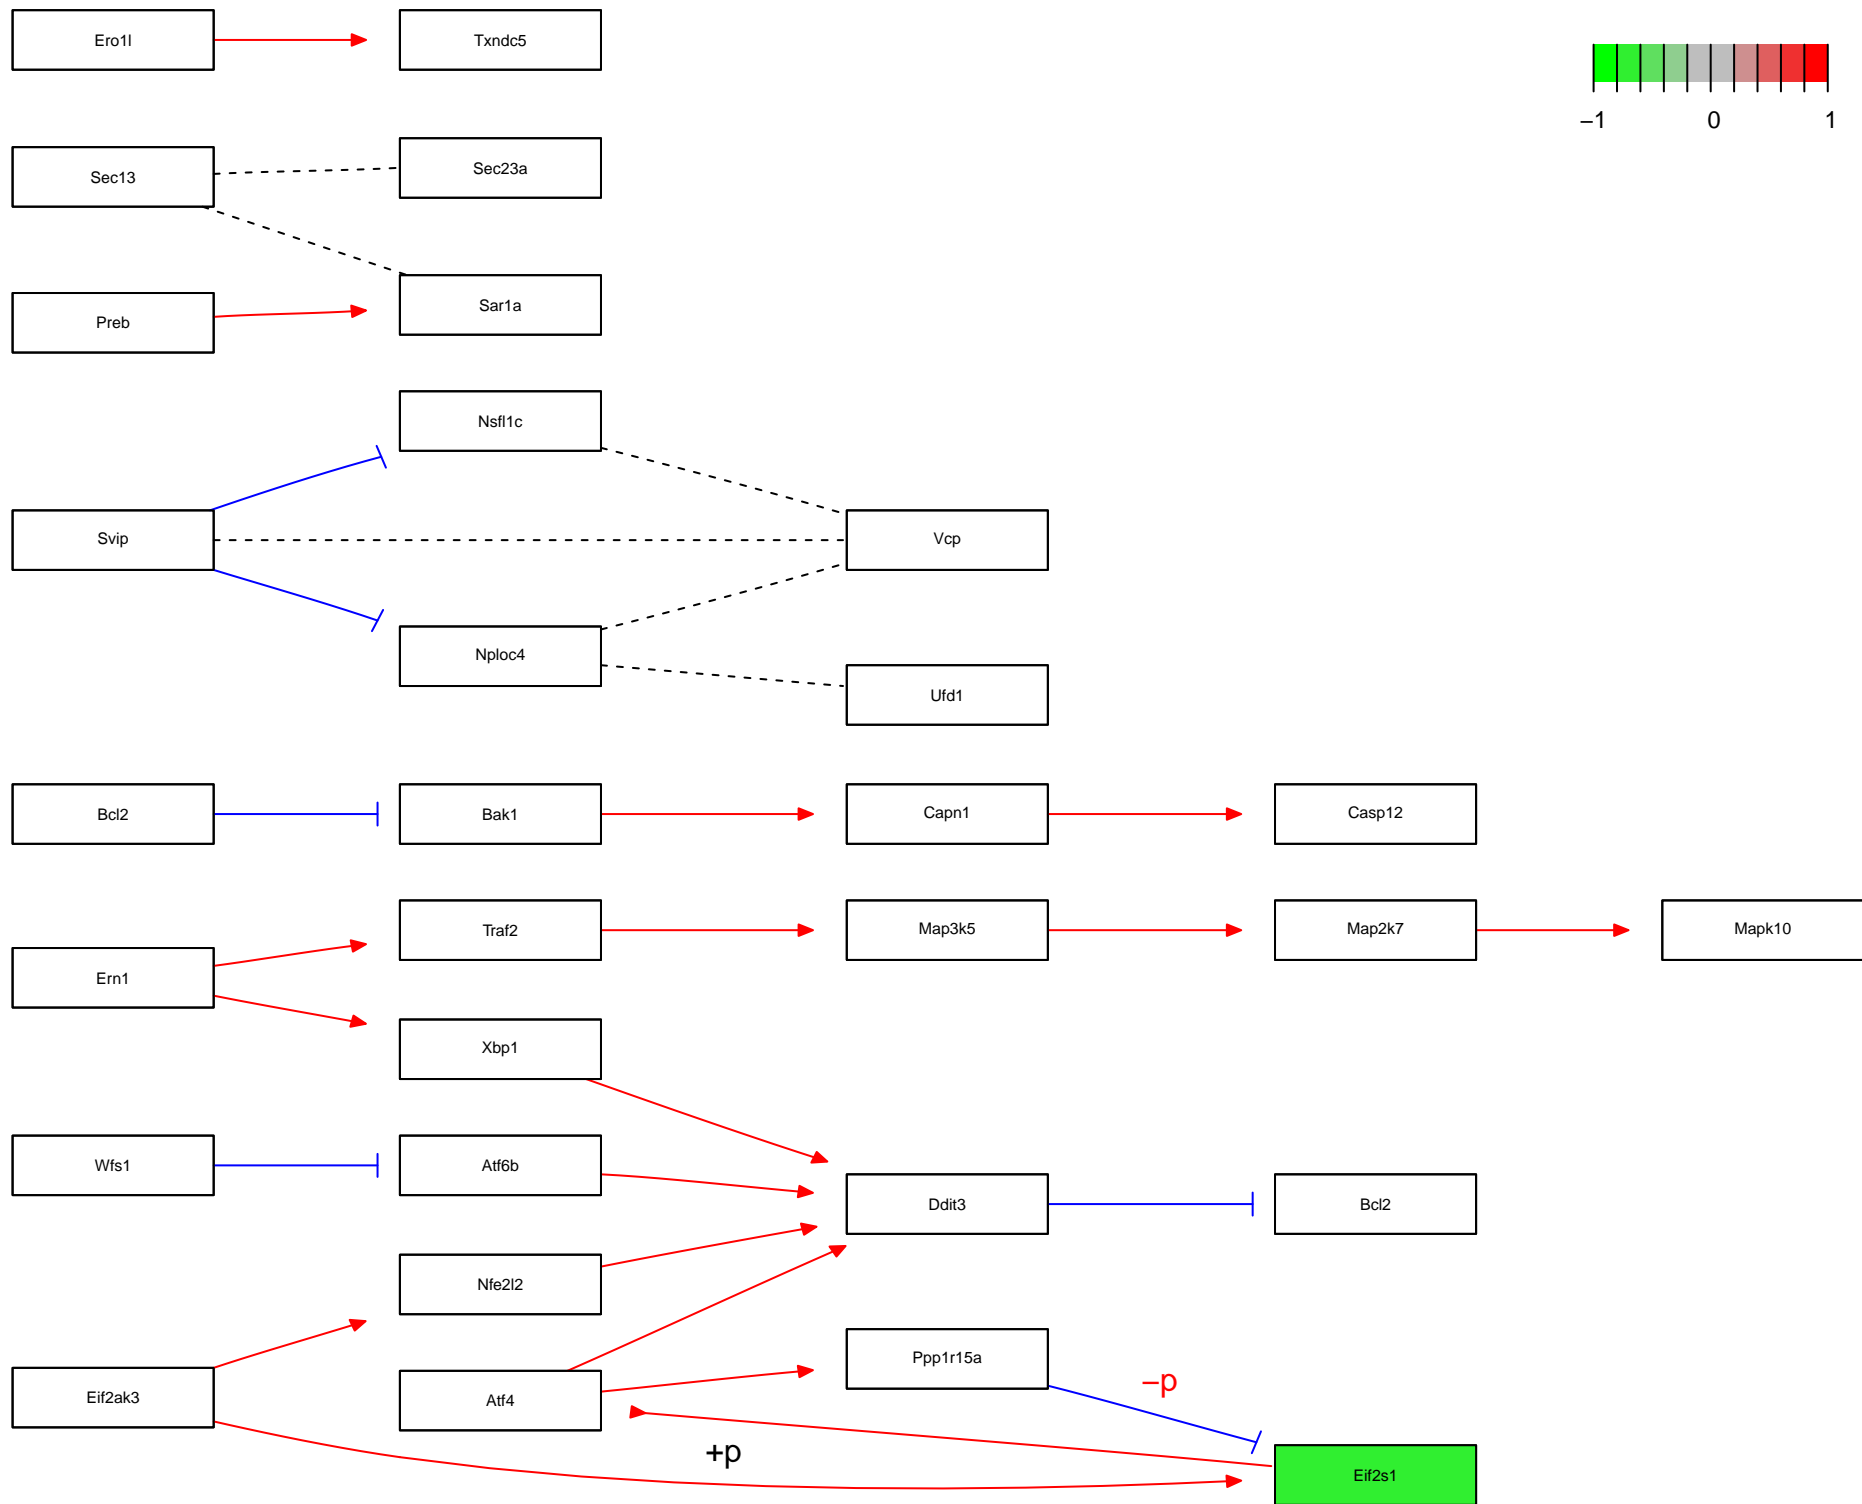 Ero1l
Txndc5
−1
0
1
Sec13
Sec23a
Preb
Sar1a
Nsfl1c
Svip
Vcp
Nploc4
Ufd1
Bcl2
Bak1
Capn1
Casp12
Ern1
Traf2
Map3k5
Map2k7
Mapk10
Xbp1
Wfs1
Atf6b
Ddit3
Bcl2
Nfe2l2
Eif2ak3
Atf4
Ppp1r15a
−p
+p
Eif2s1